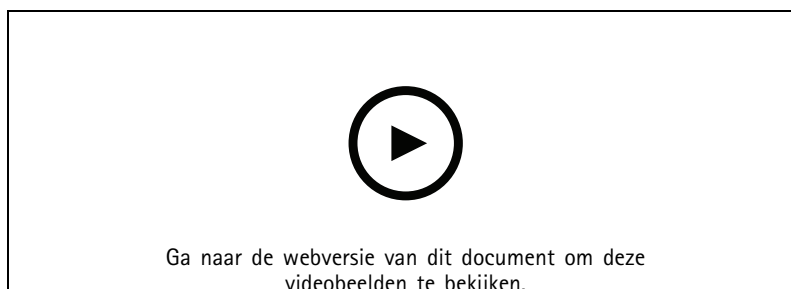 Ga naar de webversie van dit document om deze
videobeelden te bekijken.